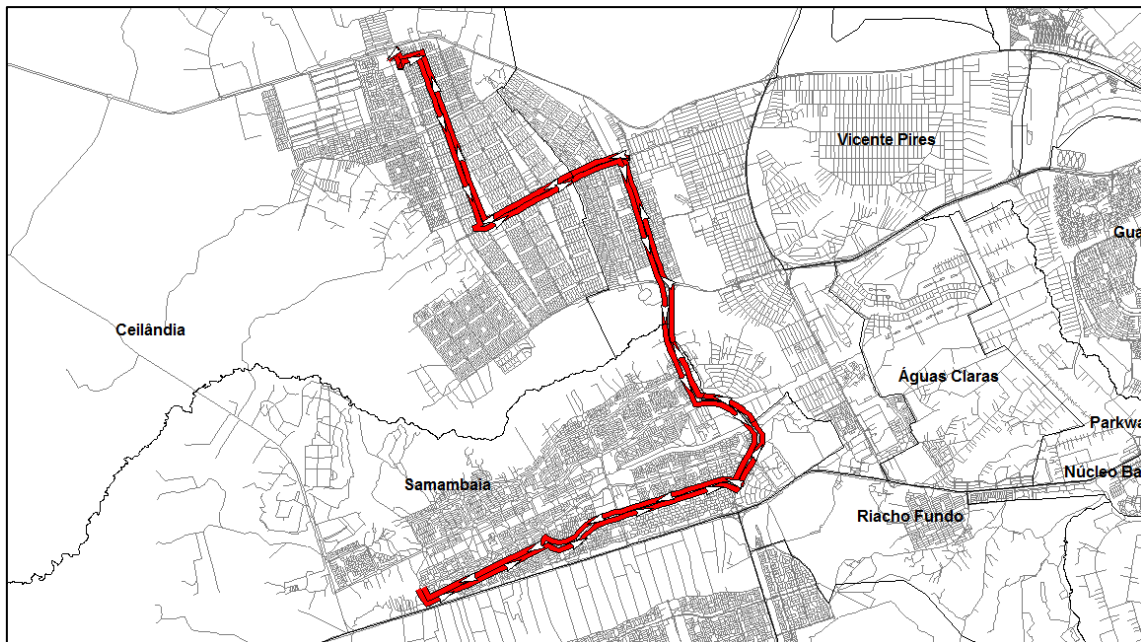 Vicente Pires
Gua
Ceilândia
Águas Claras
Parkwa
Samambaia
Núcleo Ba
Riacho Fundo